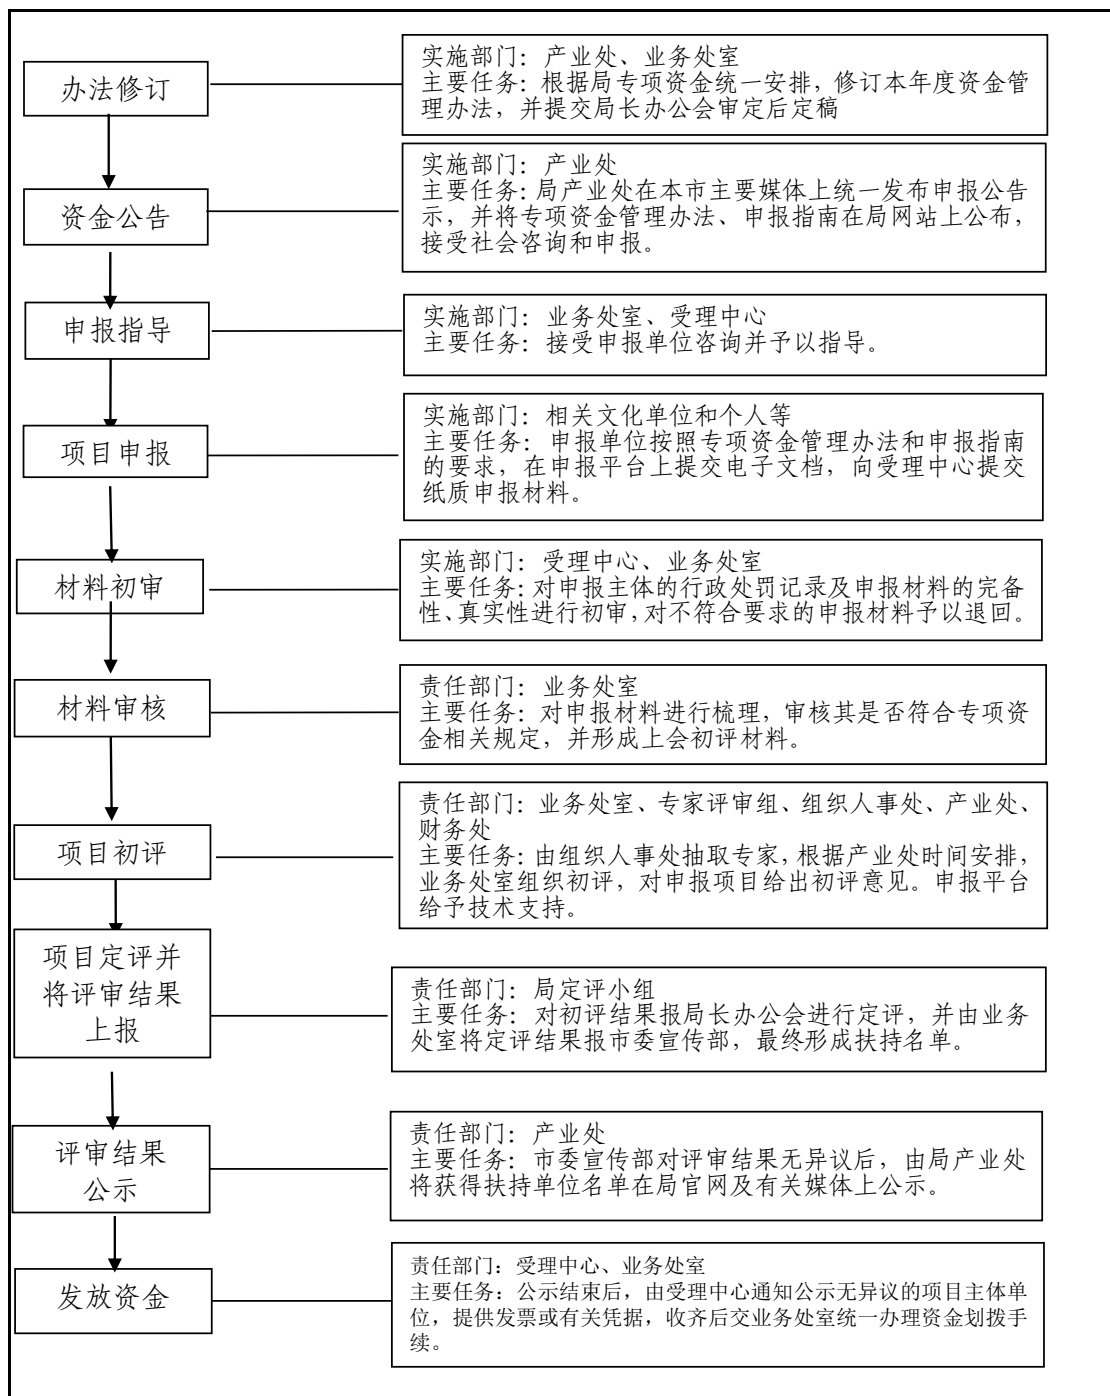 办法修订
实施部门：产业处、业务处室
主要任务：根据局专项资金统一安排，修订本年度资金管
理办法，并提交局长办公会审定后定稿
资金公告
实施部门：产业处
主要任务：局产业处在本市主要媒体上统一发布申报公告
示，并将专项资金管理办法、申报指南在局网站上公布，
接受社会咨询和申报。
申报指导
实施部门：业务处室、受理中心
主要任务：接受申报单位咨询并予以指导。
项目申报
实施部门：相关文化单位和个人等
主要任务：申报单位按照专项资金管理办法和申报指南
的要求，在申报平台上提交电子文档，向受理中心提交
纸质申报材料。
材料初审
实施部门：受理中心、业务处室
主要任务：对申报主体的行政处罚记录及申报材料的完备
性、真实性进行初审，对不符合要求的申报材料予以退回。
材料审核
责任部门：业务处室
主要任务：对申报材料进行梳理，审核其是否符合专项资
金相关规定，并形成上会初评材料。
项目初评
责任部门：业务处室、专家评审组、组织人事处、产业处、
财务处
主要任务：由组织人事处抽取专家，根据产业处时间安排，
业务处室组织初评，对申报项目给出初评意见。申报平台
给予技术支持。
项目定评并
将评审结果
上报
责任部门：局定评小组
主要任务：对初评结果报局长办公会进行定评，并由业务
处室将定评结果报市委宣传部，最终形成扶持名单。
评审结果
公示
责任部门：产业处
主要任务：市委宣传部对评审结果无异议后，由局产业处
将获得扶持单位名单在局官网及有关媒体上公示。
发放资金
责任部门：受理中心、业务处室
主要任务：公示结束后，由受理中心通知公示无异议的项目主体单
位，提供发票或有关凭据，收齐后交业务处室统一办理资金划拨手
续。